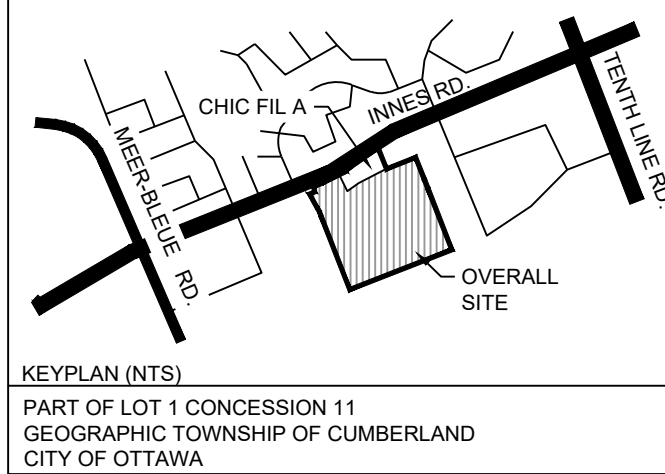 CHIC FIL A
INNES RD.
TENTH LINE RD.
MEER-BLEUE RD.
OVERALL
SITE
KEYPLAN (NTS)
PART OF LOT 1 CONCESSION 11
GEOGRAPHIC TOWNSHIP OF CUMBERLAND
CITY OF OTTAWA